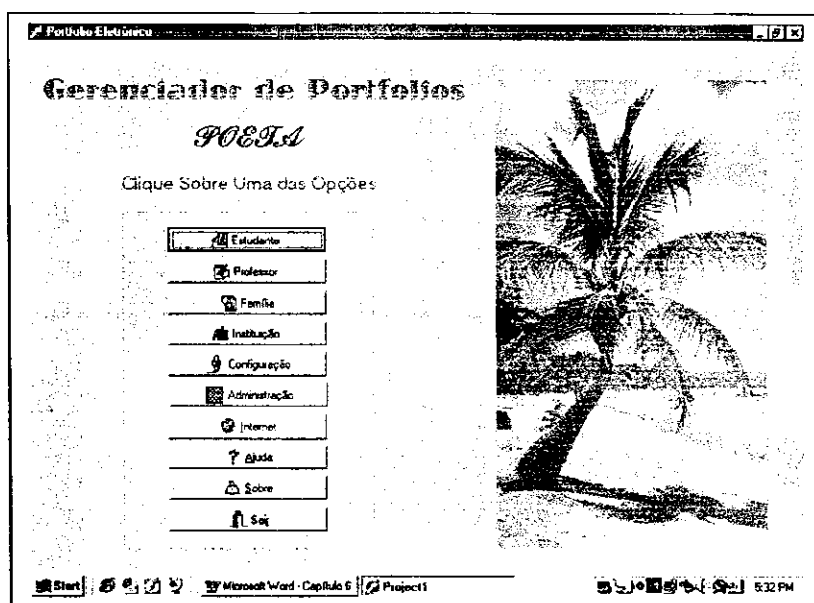 Portfolio Eletrônico
Gerenciador de Portfolios
POETA
Clique Sobre Uma das Opções
Estudante
Professor
Família
Instituição
Configuração
Administração
Internet
Ajuda
Sobre
Sair
Start Microsoft Word - Capítulo 6 Project1 5:32 PM